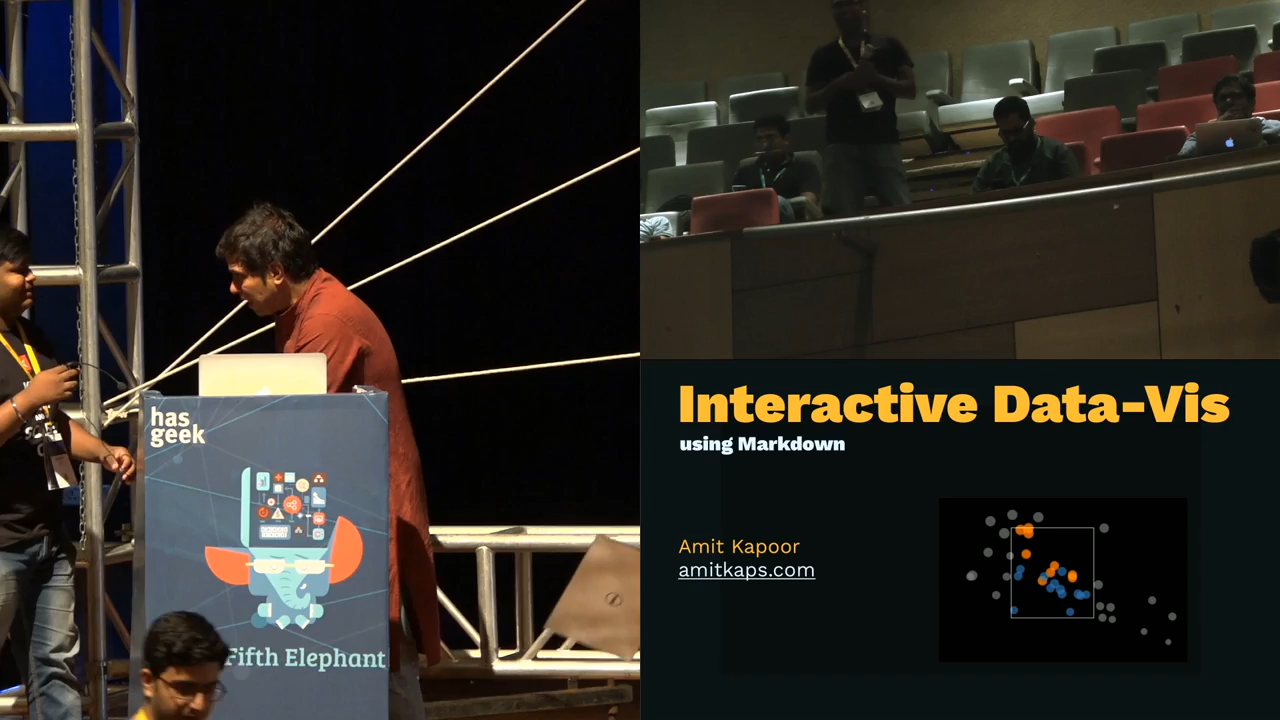 has
geek
Fifth Elephant
Interactive Data-Vis
using Markdown
Amit Kapoor
amitkaps.com